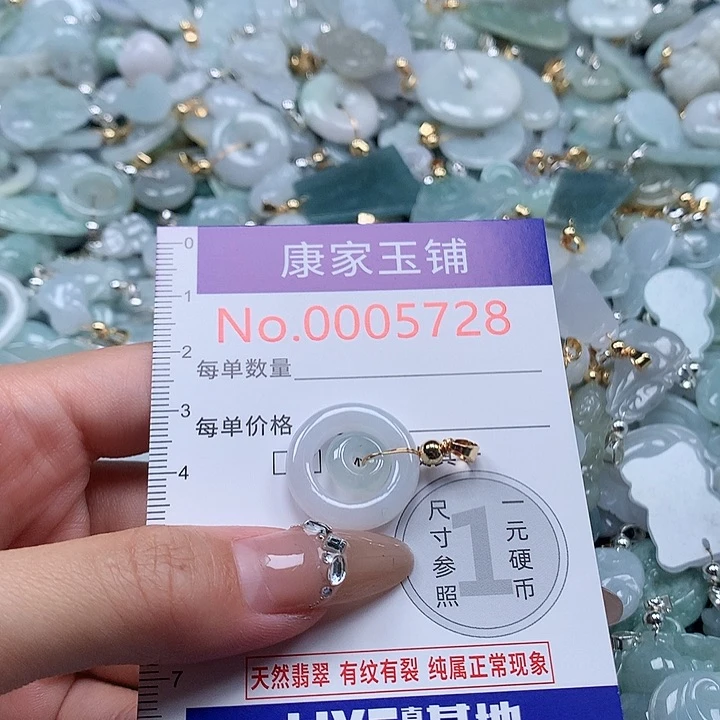 康家玉铺
No.0005728
每单数量
每单价格
尺寸参照
1
一元硬币
天然翡翠 有纹有裂 纯属正常现象
0
1
2
3
4
7